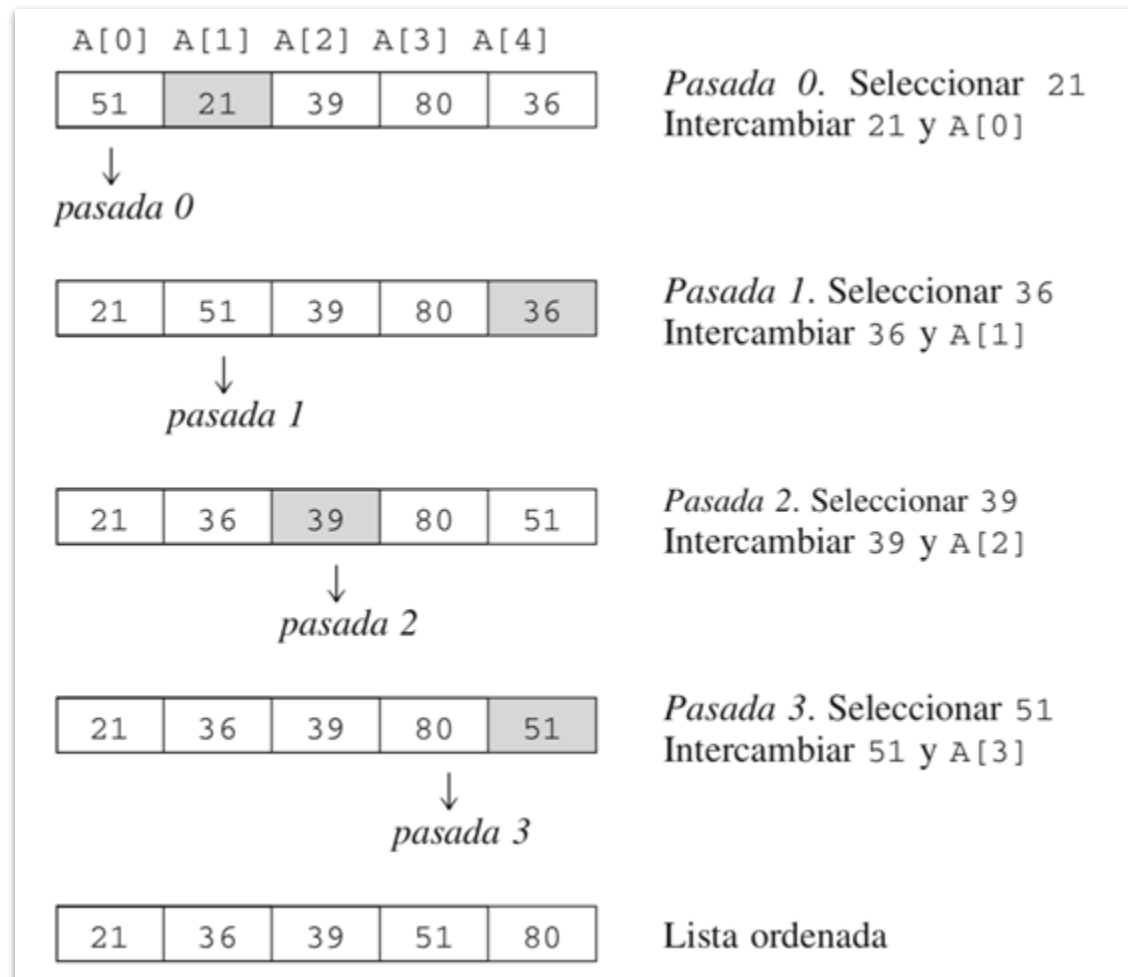 A[0] A[1] A[2] A[3] A[4]
51 21 39 80 36
Pasada 0. Seleccionar 21
Intercambiar 21 y A[0]
pasada 0
21 51 39 80 36
Pasada 1. Seleccionar 36
Intercambiar 36 y A[1]
pasada 1
21 36 39 80 51
Pasada 2. Seleccionar 39
Intercambiar 39 y A[2]
pasada 2
21 36 39 80 51
Pasada 3. Seleccionar 51
Intercambiar 51 y A[3]
pasada 3
21 36 39 51 80
Lista ordenada